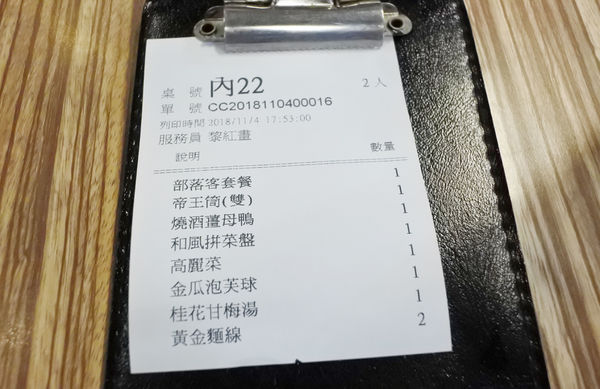 桌 號 內22 2 人
單 號 CC2018110400016
列印時間 2018/11/4 17:53:00
服務員 黎紅畫
說明 數量
部落客套餐 1
帝王筒(雙) 1
燒酒薑母鴨 1
和風拼菜盤 1
高麗菜 1
金瓜泡芙球 1
桂花甘梅湯 1
黃金麵線 2